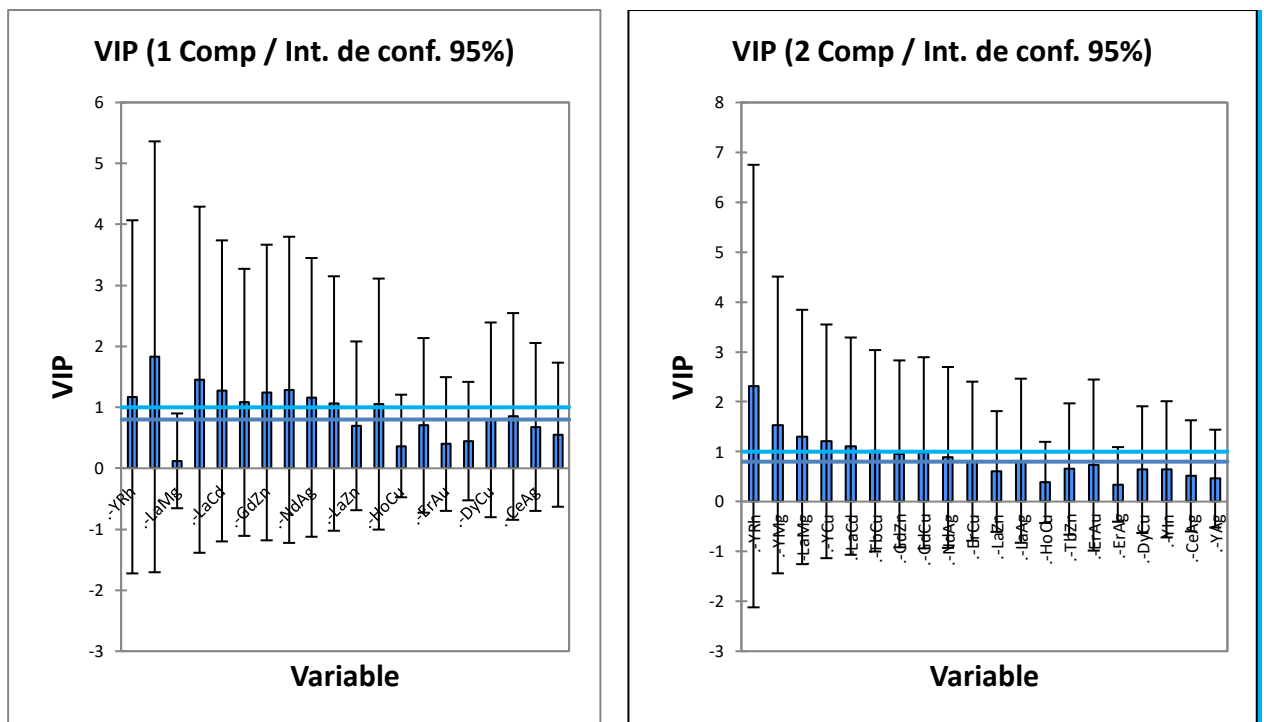 VIP (1 Comp / Int. de conf. 95%)
6
5
4
3
2
1
0
-1
-2
-3
VIP
.-YRh
.-LaMg
.-LaCd
.-GdZn
.-NdAg
.-LaZn
.-HoCu
.-ErAu
.-DyCu
.-CeAg
Variable
VIP (2 Comp / Int. de conf. 95%)
8
7
6
5
4
3
2
1
0
-1
-2
-3
VIP
.-YRh
.-YMg
.-LaMg
.-YCu
.-LaCd
.-TbCu
.-GdZn
.-GdCu
.-NdAg
.-ErCu
.-LaZn
.-LaAg
.-HoCu
.-TbZn
.-ErAu
.-ErAg
.-DyCu
.-YIn
.-CeAg
.-YAg
Variable